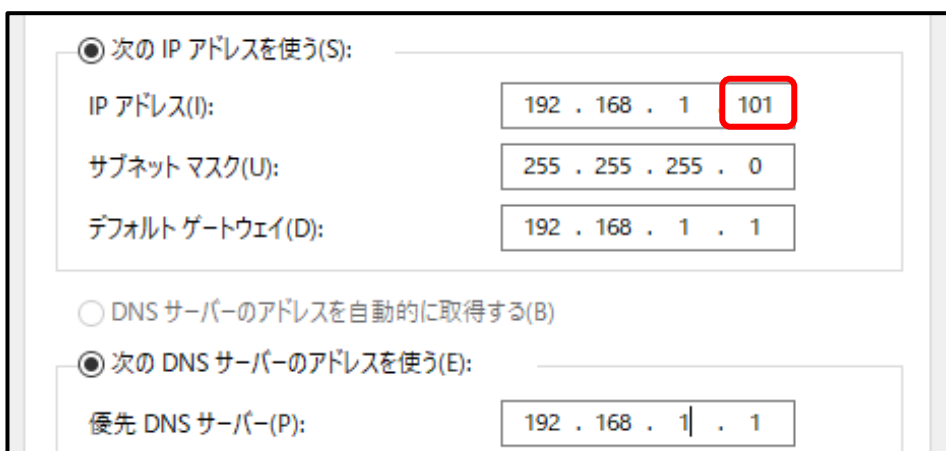 次の IP アドレスを使う(S):
IP アドレス(I): 192 . 168 . 1 . 101
サブネット マスク(U): 255 . 255 . 255 . 0
デフォルト ゲートウェイ(D): 192 . 168 . 1 . 1
DNS サーバーのアドレスを自動的に取得する(B)
次の DNS サーバーのアドレスを使う(E):
優先 DNS サーバー(P): 192 . 168 . 1 . 1